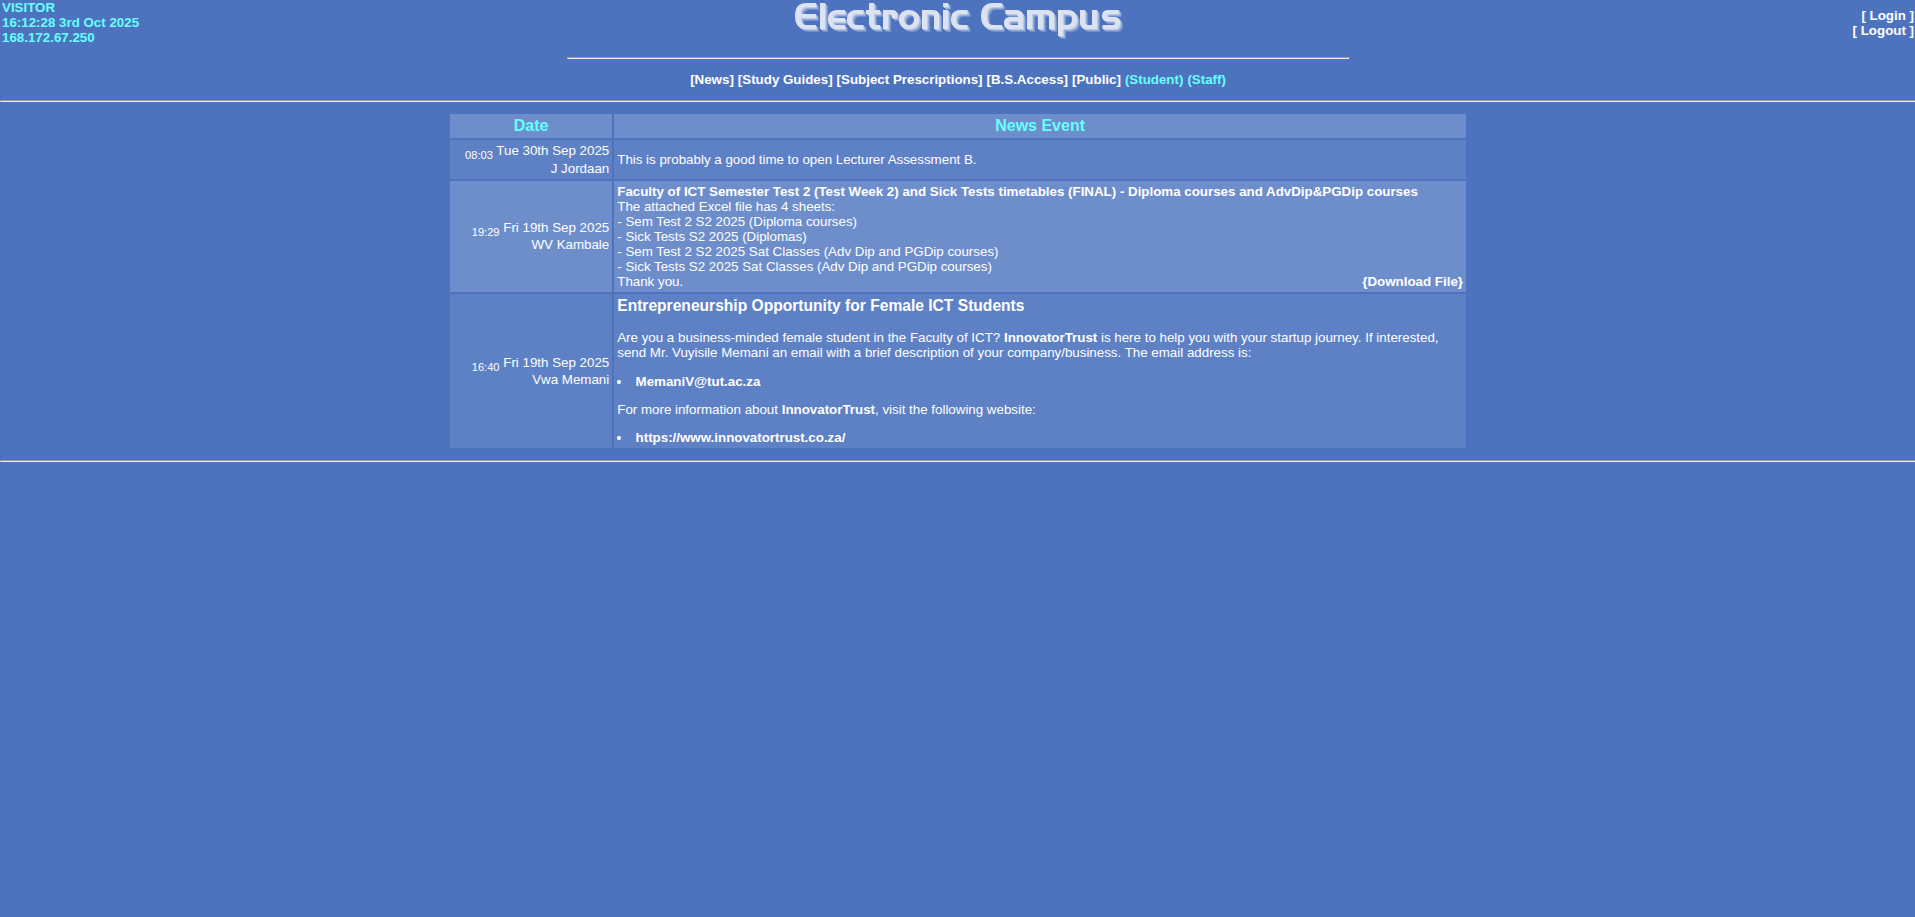 VISITOR
16:12:28 3rd Oct 2025
168.172.67.250
Electronic Campus
[ Login ]
[ Logout ]
[News] [Study Guides] [Subject Prescriptions] [B.S.Access] [Public] (Student) (Staff)
Date
News Event
08:03 Tue 30th Sep 2025
J Jordaan
This is probably a good time to open Lecturer Assessment B.
19:29 Fri 19th Sep 2025
WV Kambale
Faculty of ICT Semester Test 2 (Test Week 2) and Sick Tests timetables (FINAL) - Diploma courses and AdvDip&PGDip courses
The attached Excel file has 4 sheets:
- Sem Test 2 S2 2025 (Diploma courses)
- Sick Tests S2 2025 (Diplomas)
- Sem Test 2 S2 2025 Sat Classes (Adv Dip and PGDip courses)
- Sick Tests S2 2025 Sat Classes (Adv Dip and PGDip courses)
Thank you.
{Download File}
16:40 Fri 19th Sep 2025
Vwa Memani
Entrepreneurship Opportunity for Female ICT Students
Are you a business-minded female student in the Faculty of ICT? InnovatorTrust is here to help you with your startup journey. If interested,
send Mr. Vuyisile Memani an email with a brief description of your company/business. The email address is:
• MemaniV@tut.ac.za
For more information about InnovatorTrust, visit the following website:
• https://www.innovatortrust.co.za/